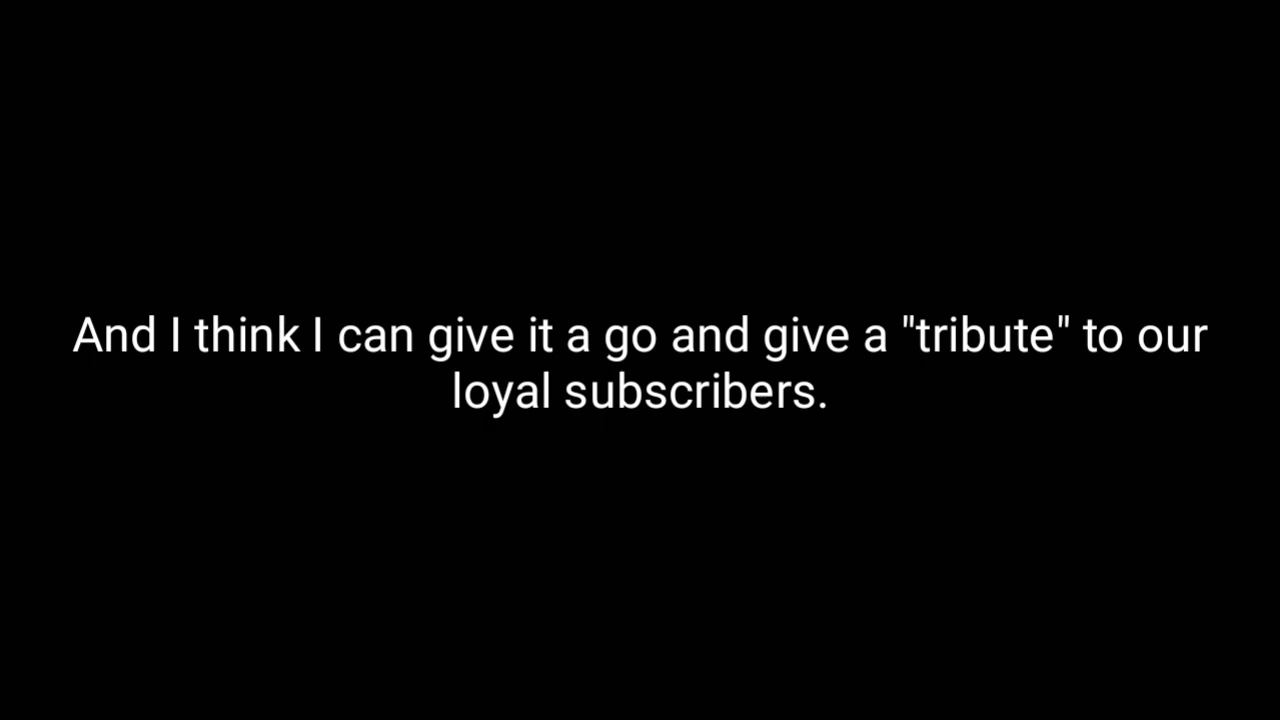 And I think I can give it a go and give a "tribute" to our
loyal subscribers.